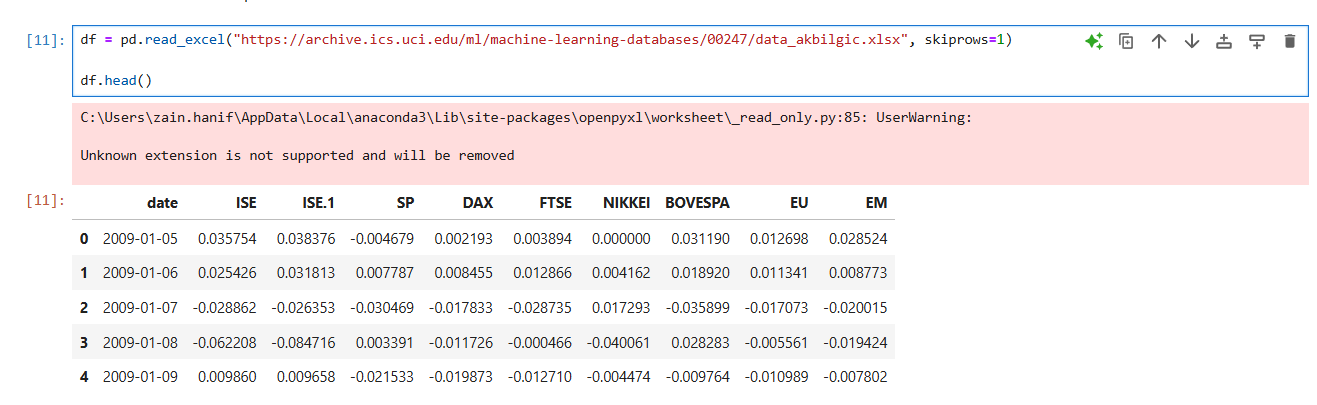 [11]: df = pd.read_excel("https://archive.ics.uci.edu/ml/machine-learning-databases/00247/data_akbilgic.xlsx", skiprows=1)
df.head()
C:\Users\zain.hanif\AppData\Local\anaconda3\Lib\site-packages\openpyxl\worksheet\_read_only.py:85: UserWarning:
Unknown extension is not supported and will be removed
[11]: date ISE ISE.1 SP DAX FTSE NIKKEI BOVESPA EU EM
0 2009-01-05 0.035754 0.038376 -0.004679 0.002193 0.003894 0.000000 0.031190 0.012698 0.028524
1 2009-01-06 0.025426 0.031813 0.007787 0.008455 0.012866 0.004162 0.018920 0.011341 0.008773
2 2009-01-07 -0.028862 -0.026353 -0.030469 -0.017833 -0.028735 0.017293 -0.035899 -0.017073 -0.020015
3 2009-01-08 -0.062208 -0.084716 0.003391 -0.011726 -0.000466 -0.040061 0.028283 -0.005561 -0.019424
4 2009-01-09 0.009860 0.009658 -0.021533 -0.019873 -0.012710 -0.004474 -0.009764 -0.010989 -0.007802